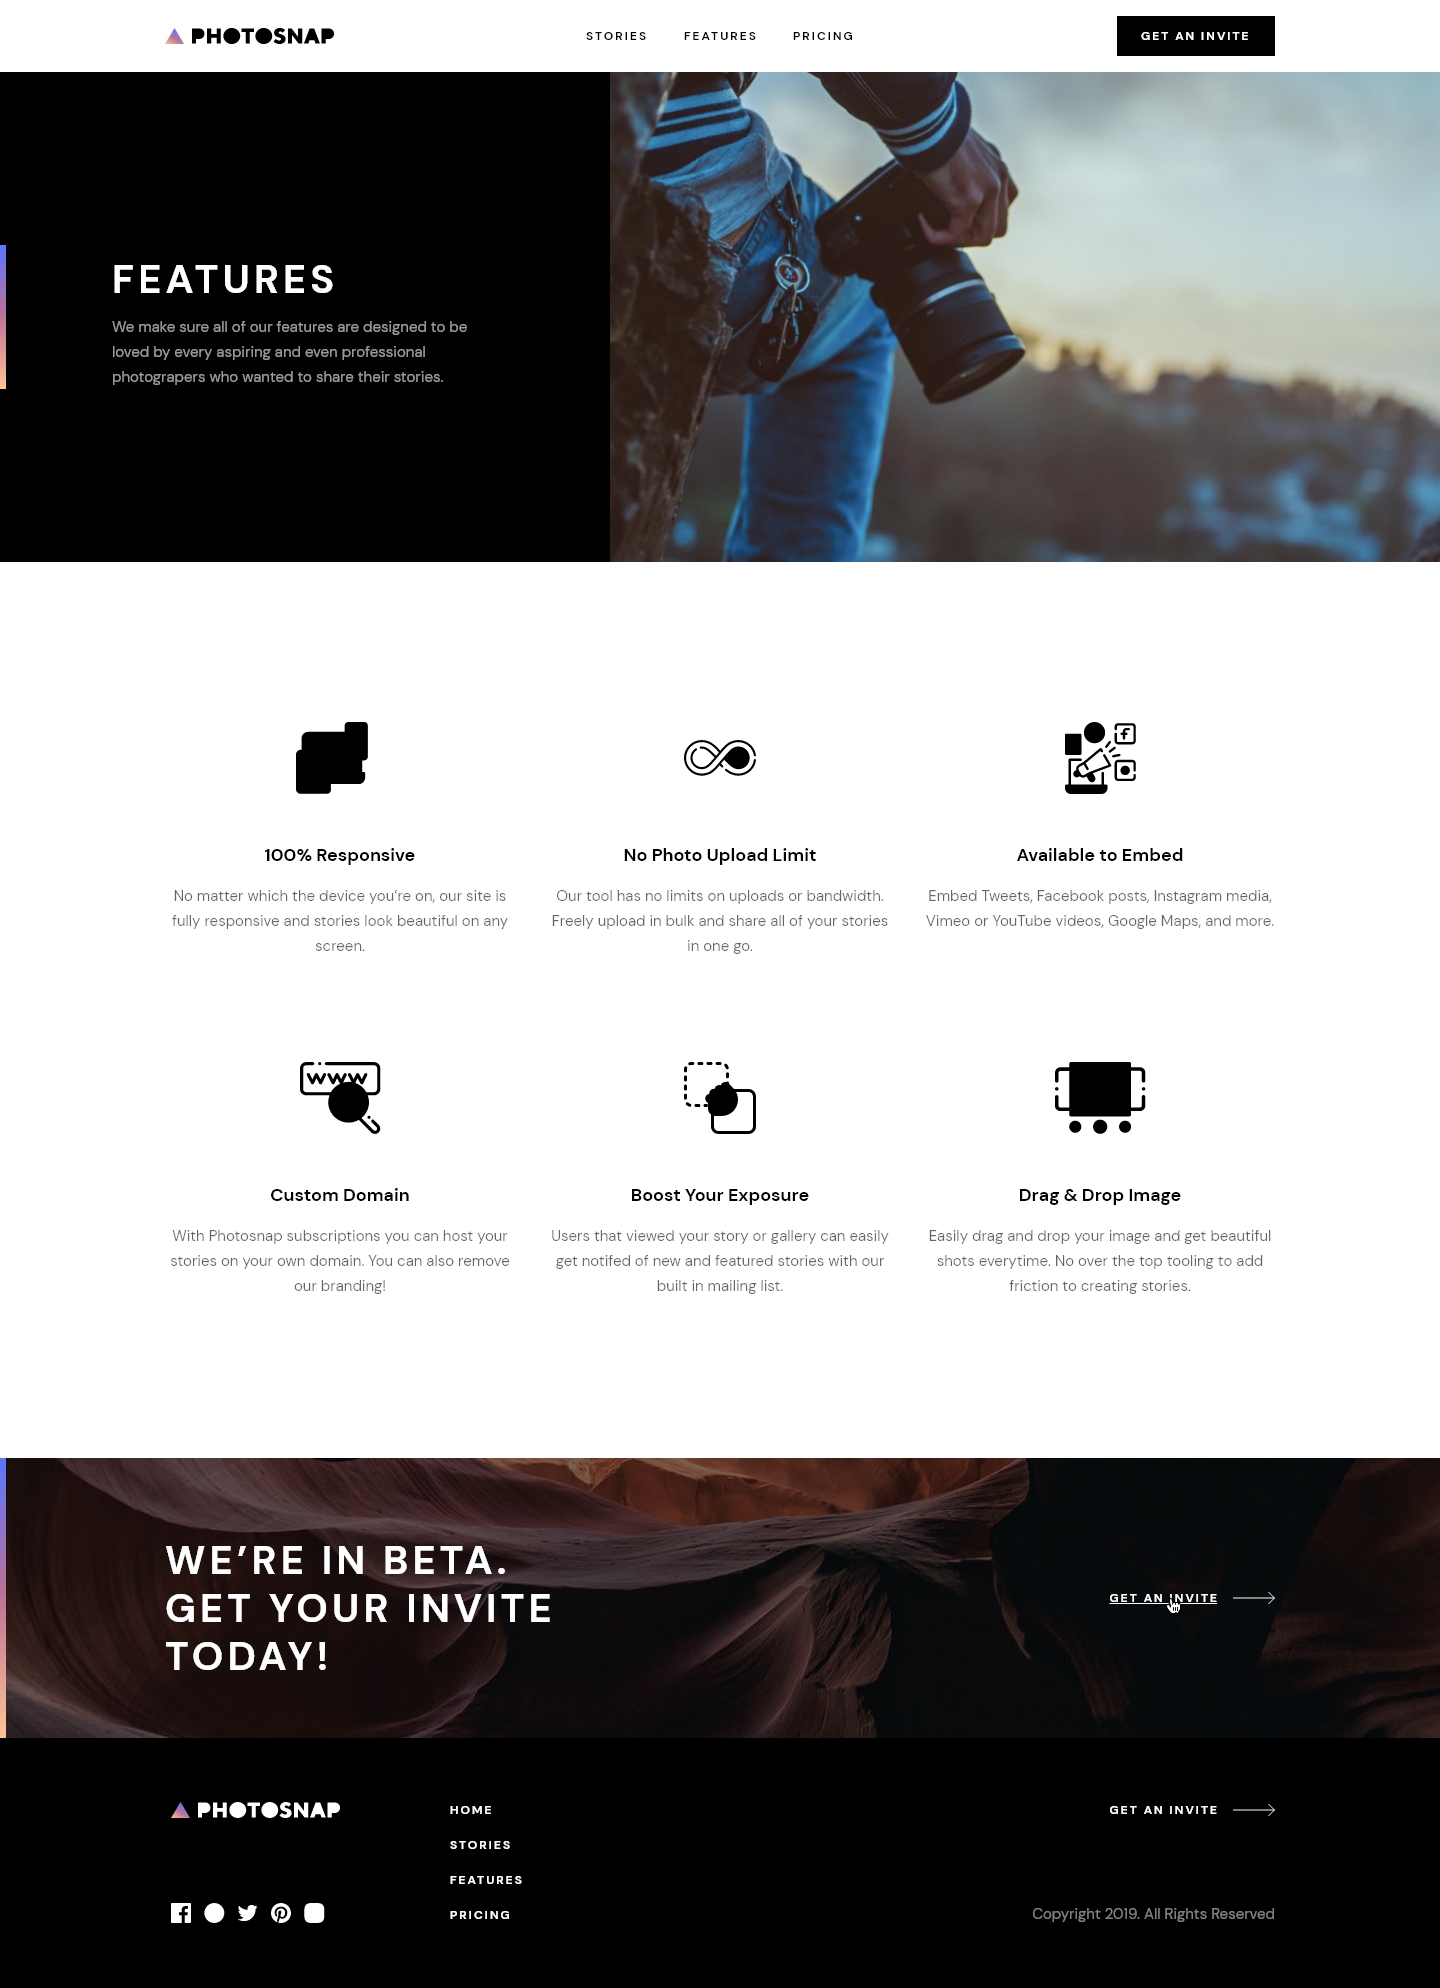 PHOTOSNAP
STORIES
FEATURES
PRICING
GET AN INVITE
FEATURES
We make sure all of our features are designed to be
loved by every aspiring and even professional
photograpers who wanted to share their stories.
f
100% Responsive
No matter which the device you’re on, our site is
fully responsive and stories look beautiful on any
screen.
No Photo Upload Limit
Our tool has no limits on uploads or bandwidth.
Freely upload in bulk and share all of your stories
in one go.
Available to Embed
Embed Tweets, Facebook posts, Instagram media,
Vimeo or YouTube videos, Google Maps, and more.
WWW
Custom Domain
With Photosnap subscriptions you can host your
stories on your own domain. You can also remove
our branding!
Boost Your Exposure
Users that viewed your story or gallery can easily
get notifed of new and featured stories with our
built in mailing list.
Drag & Drop Image
Easily drag and drop your image and get beautiful
shots everytime. No over the top tooling to add
friction to creating stories.
WE’RE IN BETA.
GET YOUR INVITE
TODAY!
GET AN INVITE
PHOTOSNAP
HOME
STORIES
FEATURES
PRICING
GET AN INVITE
Copyright 2019. All Rights Reserved